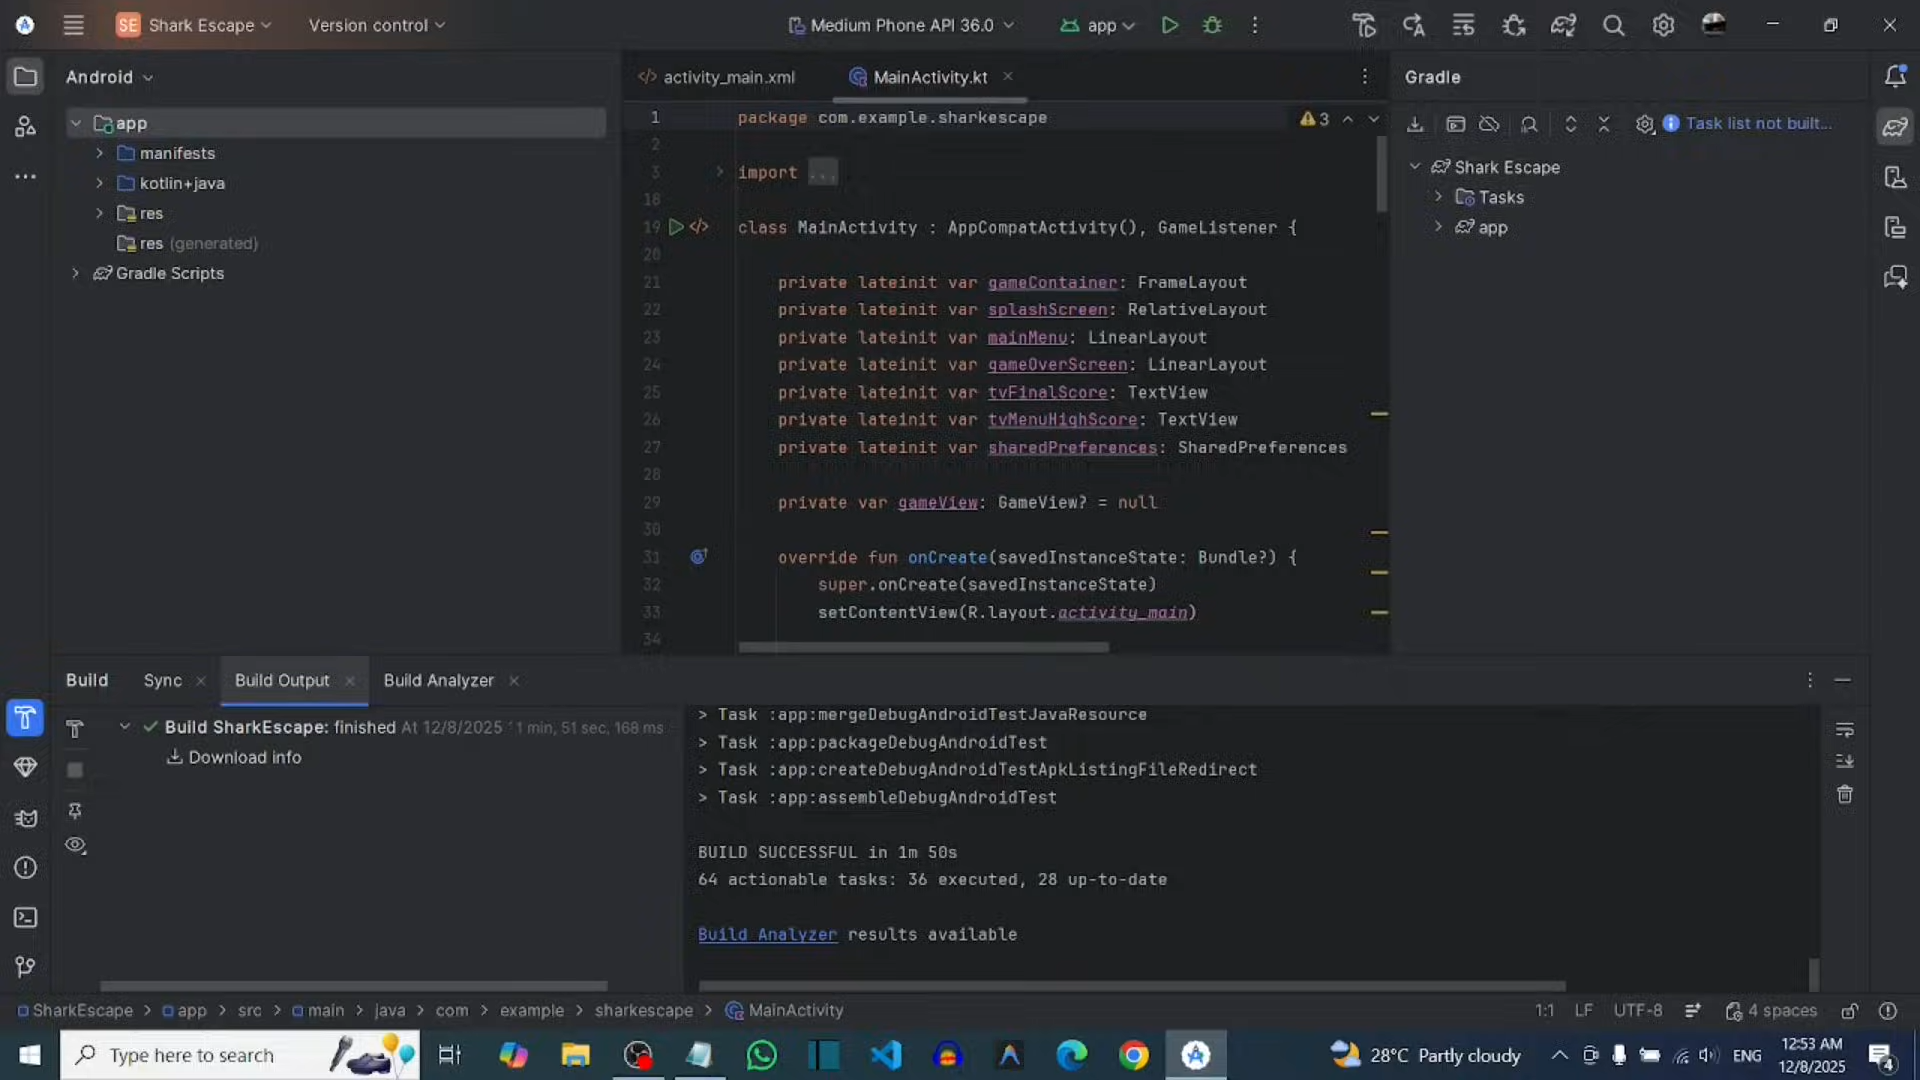 SE Shark Escape
Version control
Medium Phone API 36.0
app
Android
app
manifests
kotlin+java
res
res (generated)
Gradle Scripts
activity_main.xml
MainActivity.kt
3
1 package com.example.sharkescape
2
3 import ...
18
19 class MainActivity : AppCompatActivity(), GameListener {
20
21 private lateinit var gameContainer: FrameLayout
22 private lateinit var splashScreen: RelativeLayout
23 private lateinit var mainMenu: LinearLayout
24 private lateinit var gameOverScreen: LinearLayout
25 private lateinit var tvFinalScore: TextView
26 private lateinit var tvMenuHighScore: TextView
27 private lateinit var sharedPreferences: SharedPreferences
28
29 private var gameView: GameView? = null
30
31 override fun onCreate(savedInstanceState: Bundle?) {
32 super.onCreate(savedInstanceState)
33 setContentView(R.layout.activity_main)
34
Gradle
Task list not built...
Shark Escape
Tasks
app
Build
Sync
Build Output
Build Analyzer
Build SharkEscape: finished At 12/8/2025 1 min, 51 sec, 168 ms
Download info
> Task :app:mergeDebugAndroidTestJavaResource
> Task :app:packageDebugAndroidTest
> Task :app:createDebugAndroidTestApkListingFileRedirect
> Task :app:assembleDebugAndroidTest
BUILD SUCCESSFUL in 1m 50s
64 actionable tasks: 36 executed, 28 up-to-date
Build Analyzer results available
SharkEscape > app > src > main > java > com > example > sharkescape > MainActivity
1:1
LF
UTF-8
4 spaces
Type here to search
28°C Partly cloudy
ENG
12:53 AM
12/8/2025
4